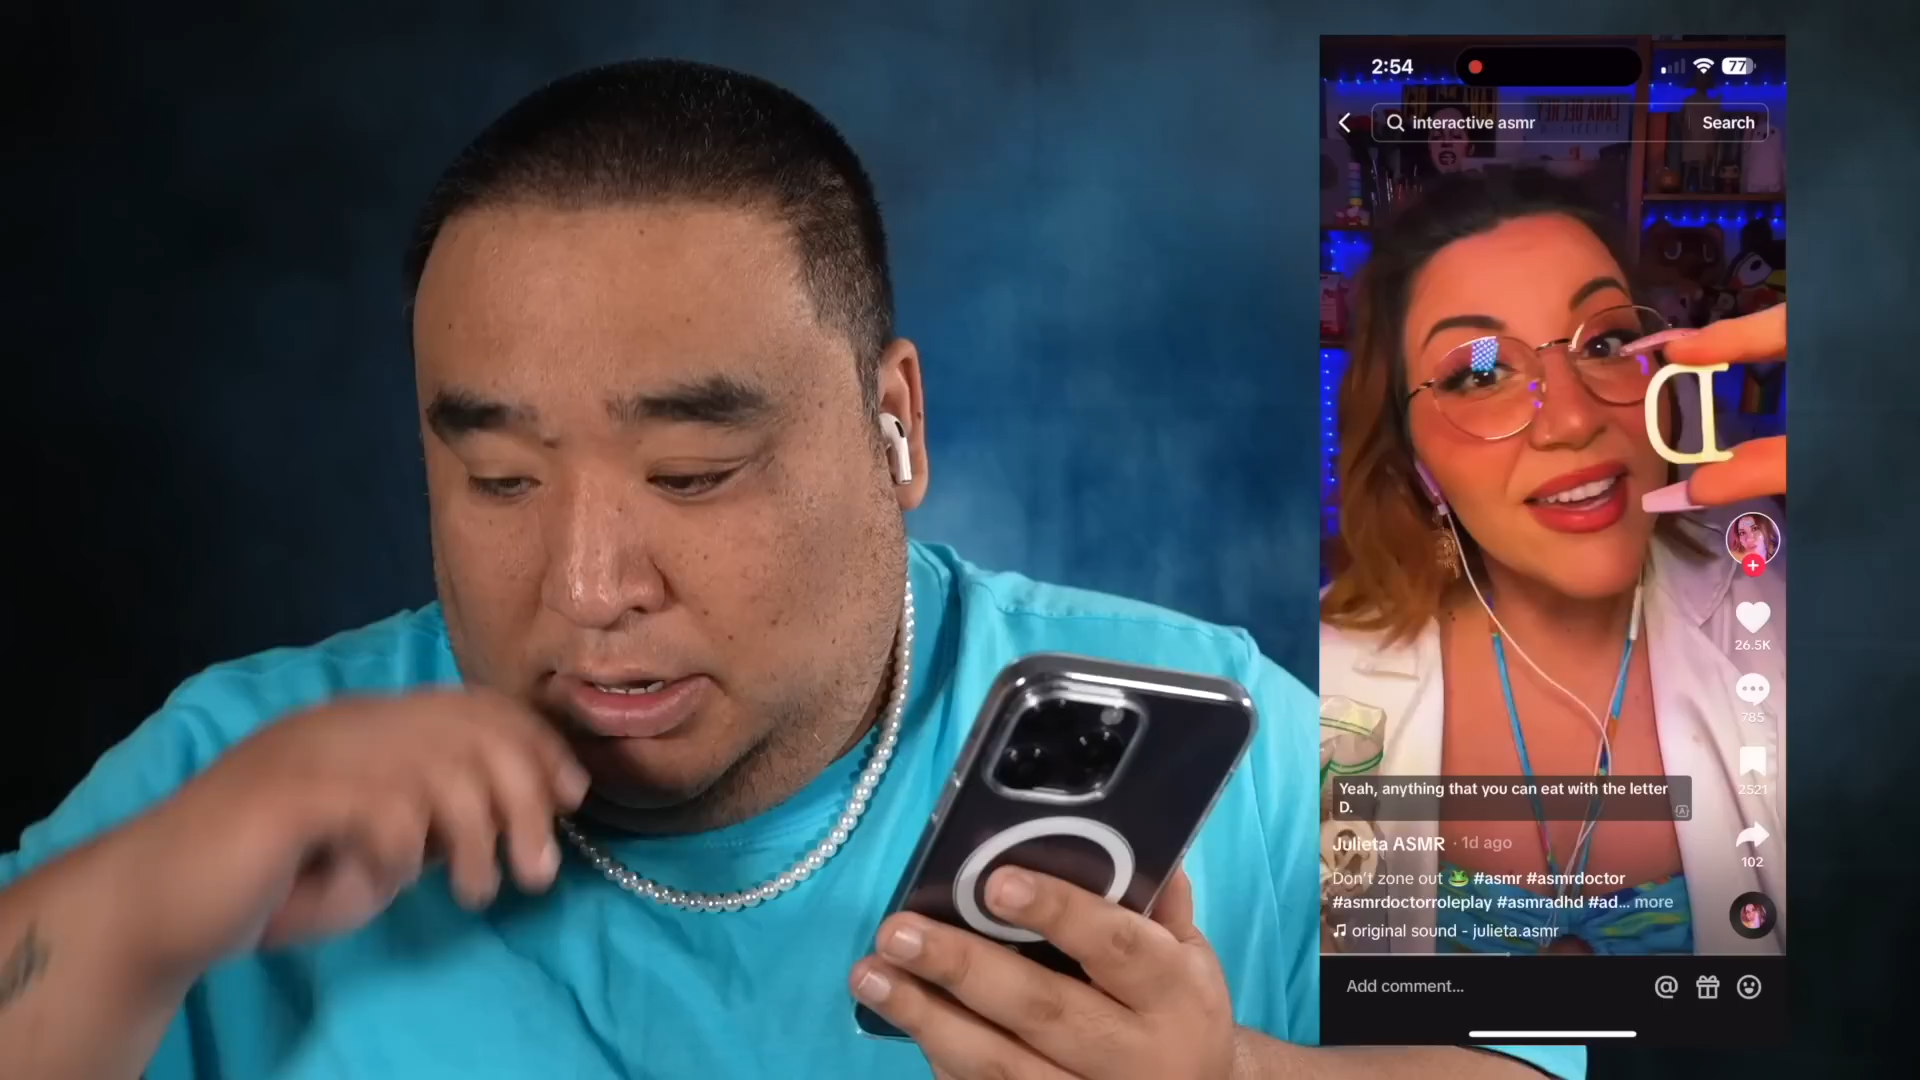 2:54
77
interactive asmr
Search
D
26.5K
785
2521
102
Yeah, anything that you can eat with the letter
D.
Julieta ASMR · 1d ago
Don't zone out 🐸 #asmr #asmrdoctor
#asmrdoctorroleplay #asmradhd #ad... more
original sound - julieta.asmr
Add comment...